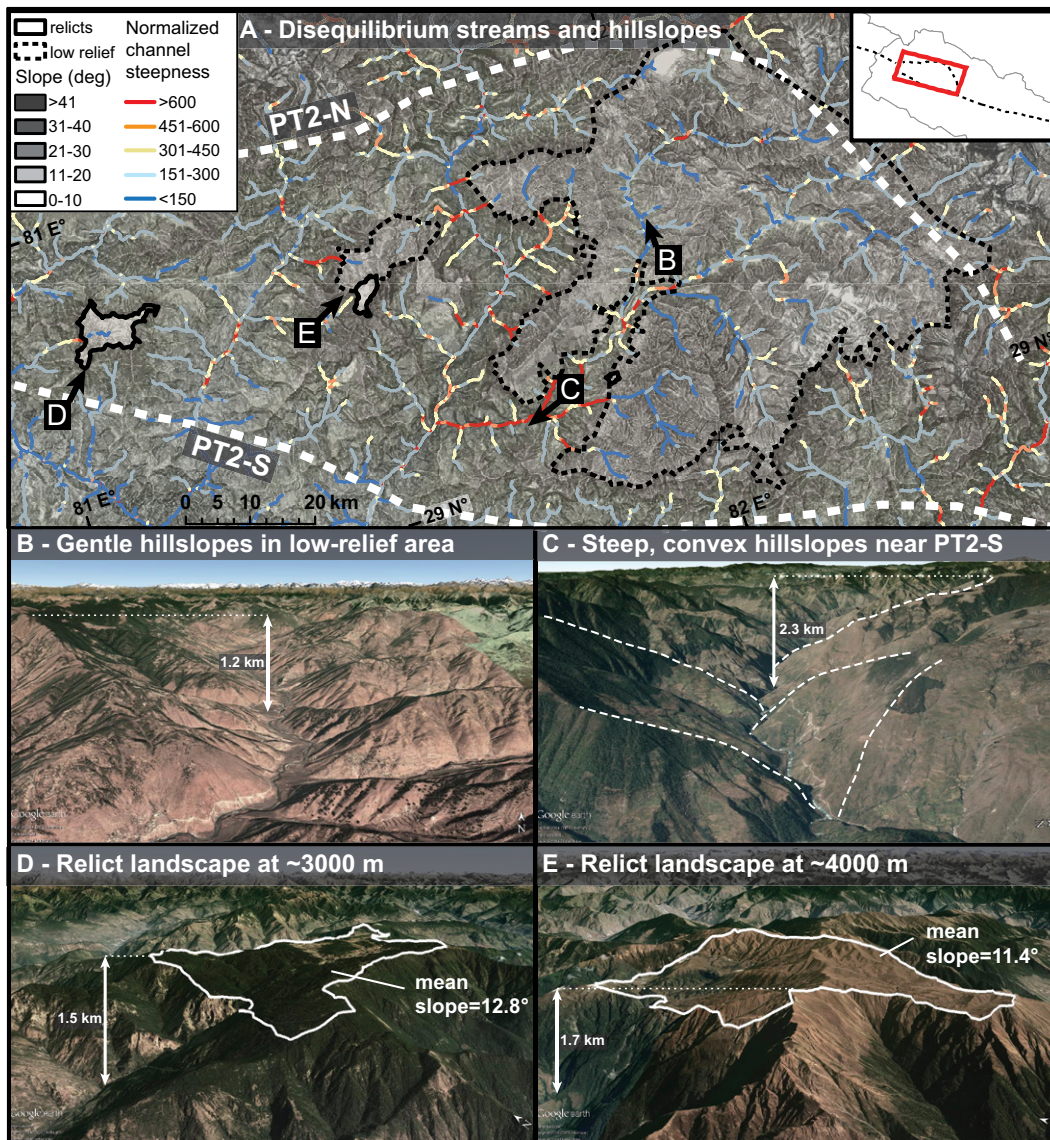 A - Disequilibrium streams and hillslopes
relicts
low relief
Slope (deg)
>41
31-40
21-30
11-20
0-10
Normalized
channel
steepness
>600
451-600
301-450
151-300
<150
PT2-N
81 E°
B
E
D
C
29 N°
PT2-S
81 E°
0 5 10 20 km
29 N°
82 E°
B - Gentle hillslopes in low-relief area
1.2 km
Google earth
N
C - Steep, convex hillslopes near PT2-S
2.3 km
Google earth
D - Relict landscape at ~3000 m
mean
slope=12.8°
1.5 km
Google earth
E - Relict landscape at ~4000 m
mean
slope=11.4°
1.7 km
Google earth